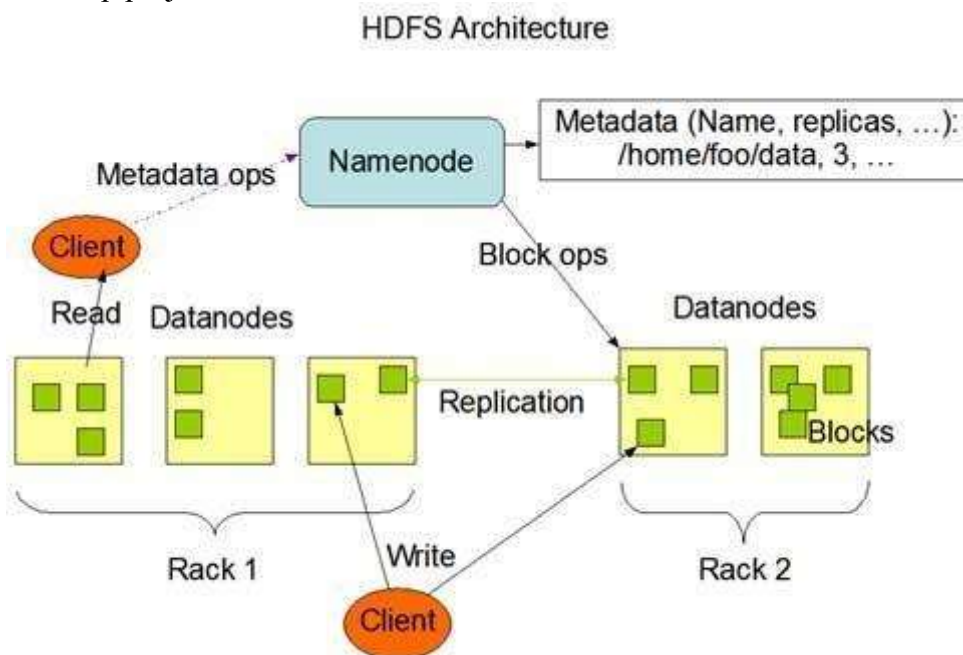 HDFS Architecture
Metadata (Name, replicas, …):
/home/foo/data, 3, …
Namenode
Metadata ops
Client
Block ops
Read
Datanodes
Datanodes
Replication
Blocks
Rack 1
Write
Rack 2
Client